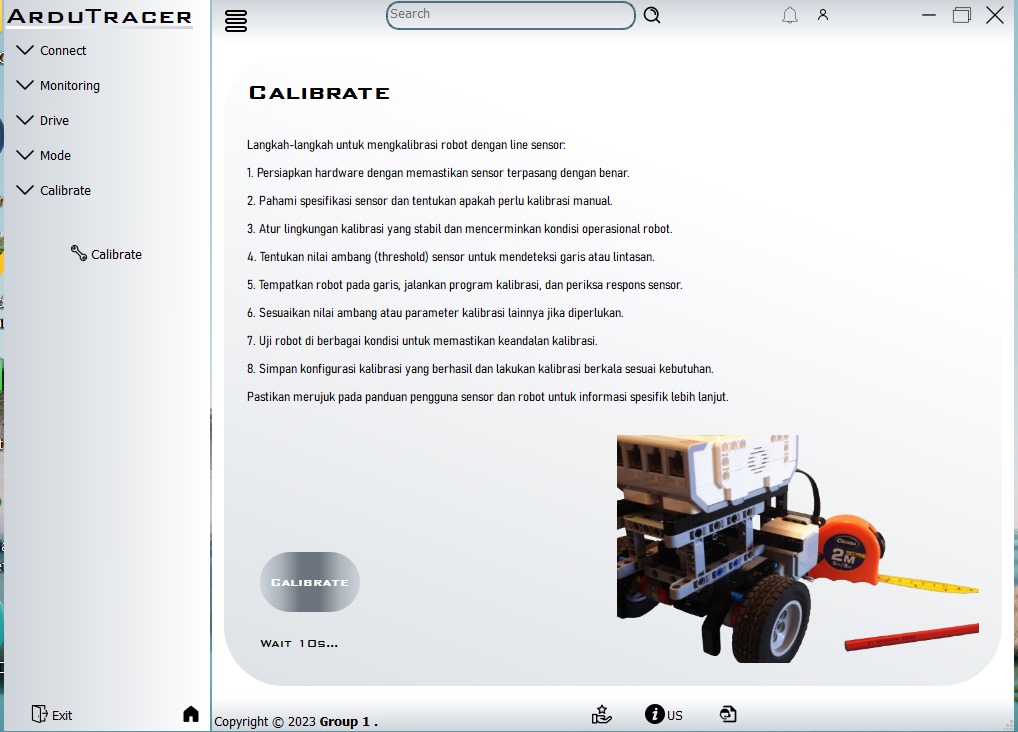 ArduTracer
Search
Connect
Monitoring
Drive
Mode
Calibrate
Calibrate
Calibrate
Langkah-langkah untuk mengkalibrasi robot dengan line sensor:
1. Persiapkan hardware dengan memastikan sensor terpasang dengan benar.
2. Pahami spesifikasi sensor dan tentukan apakah perlu kalibrasi manual.
3. Atur lingkungan kalibrasi yang stabil dan mencerminkan kondisi operasional robot.
4. Tentukan nilai ambang (threshold) sensor untuk mendeteksi garis atau lintasan.
5. Tempatkan robot pada garis, jalankan program kalibrasi, dan periksa respons sensor.
6. Sesuaikan nilai ambang atau parameter kalibrasi lainnya jika diperlukan.
7. Uji robot di berbagai kondisi untuk memastikan keandalan kalibrasi.
8. Simpan konfigurasi kalibrasi yang berhasil dan lakukan kalibrasi berkala sesuai kebutuhan.
Pastikan merujuk pada panduan pengguna sensor dan robot untuk informasi spesifik lebih lanjut.
2M
Calibrate
Wait 10s...
Exit
Copyright © 2023 Group 1 .
US